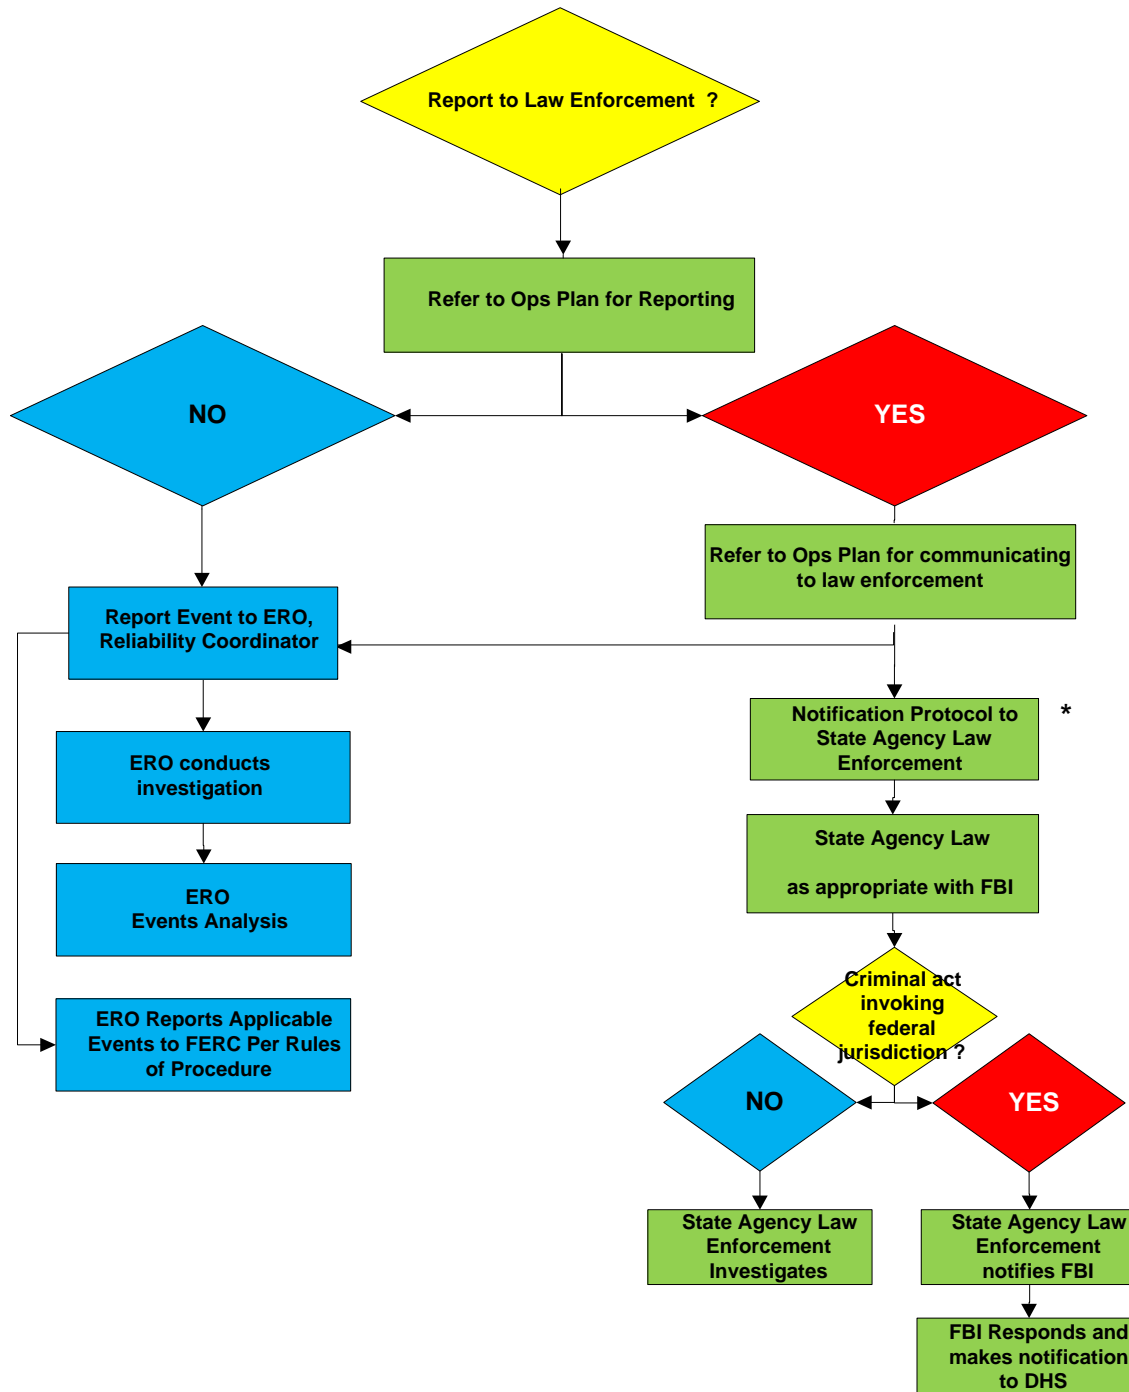 Report to Law Enforcement ?
Refer to Ops Plan for Reporting
NO
YES
Refer to Ops Plan for communicating
to law enforcement
Report Event to ERO,
Reliability Coordinator
Notification Protocol to
State Agency Law
Enforcement
*
ERO conducts
investigation
State Agency Law
as appropriate with FBI
ERO
Events Analysis
Criminal act
invoking
federal
jurisdiction ?
ERO Reports Applicable
Events to FERC Per Rules
of Procedure
NO
YES
State Agency Law
Enforcement
Investigates
State Agency Law
Enforcement
notifies FBI
FBI Responds and
makes notification
to DHS